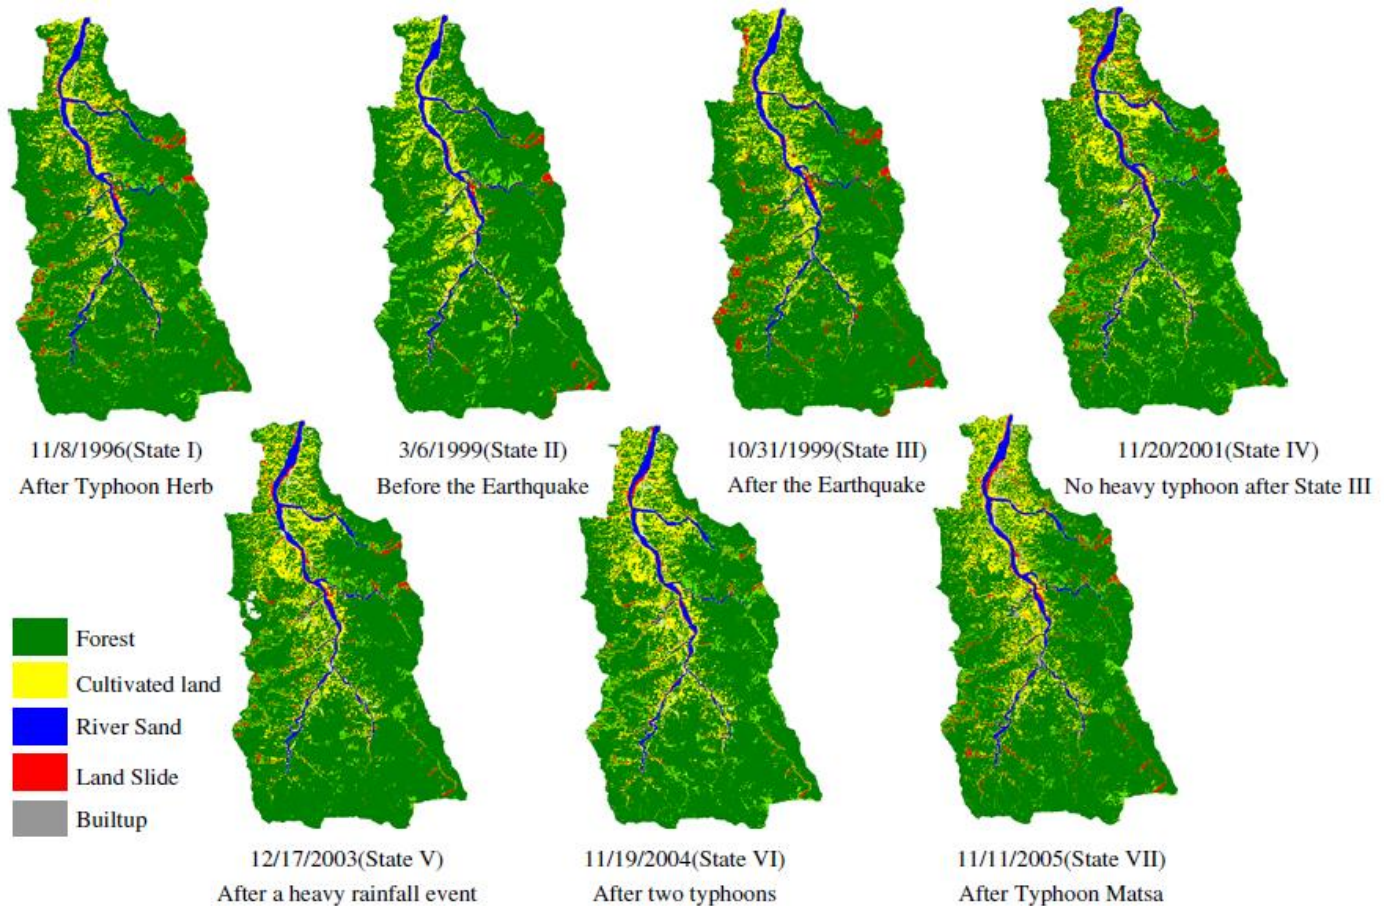 11/8/1996(State I)
After Typhoon Herb
3/6/1999(State II)
Before the Earthquake
10/31/1999(State III)
After the Earthquake
11/20/2001(State IV)
No heavy typhoon after State III
Forest
Cultivated land
River Sand
Land Slide
Builtup
12/17/2003(State V)
After a heavy rainfall event
11/19/2004(State VI)
After two typhoons
11/11/2005(State VII)
After Typhoon Matsa